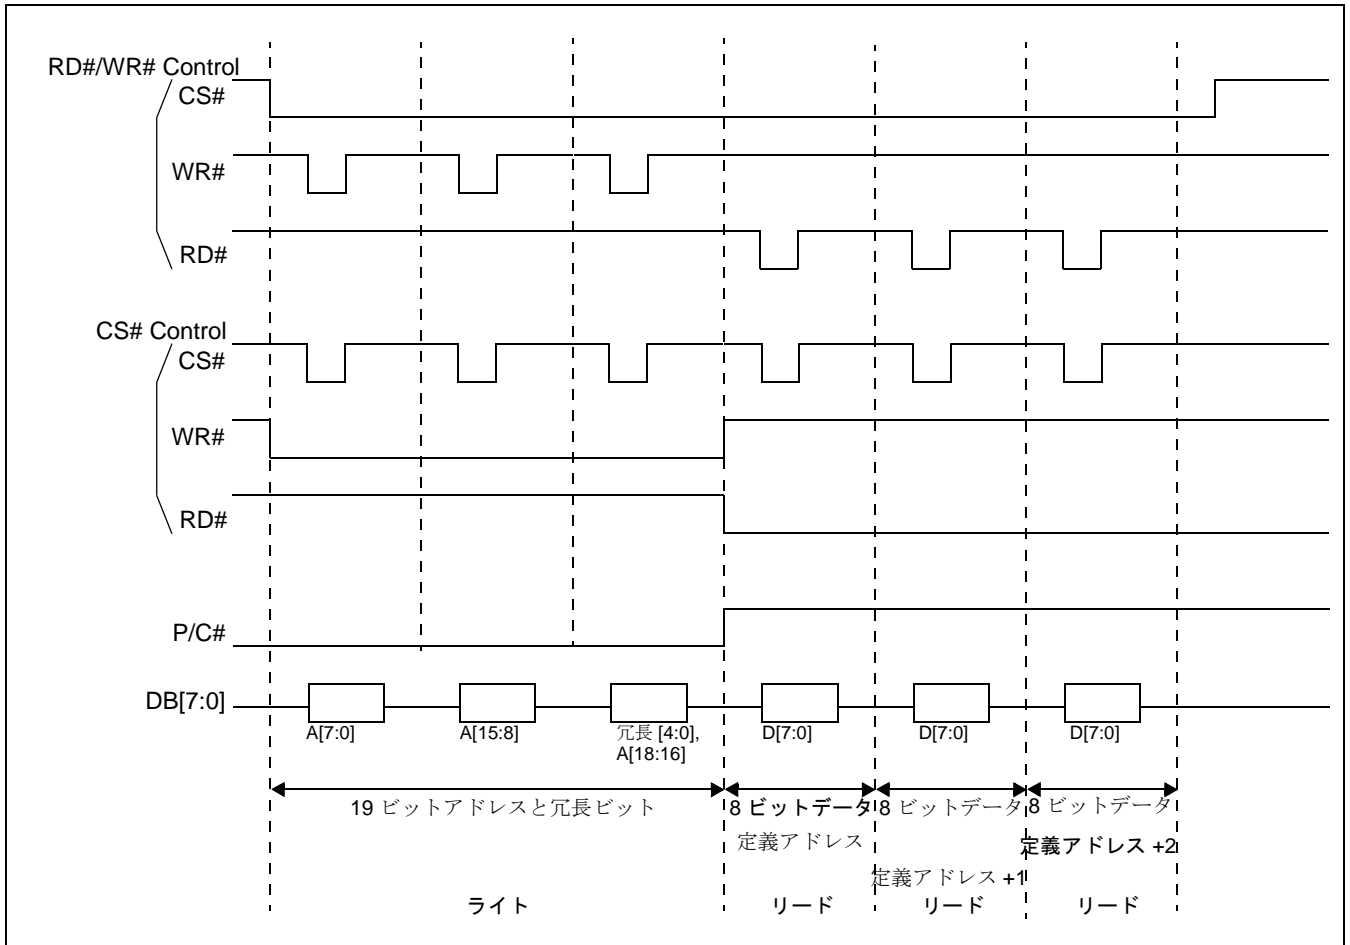 RD#/WR# Control
CS#
WR#
RD#
CS# Control
CS#
WR#
RD#
P/C#
DB[7:0]
A[7:0]
A[15:8]
冗長 [4:0],
A[18:16]
D[7:0]
D[7:0]
D[7:0]
19 ビットアドレスと冗長ビット
8 ビットデータ
定義アドレス
8 ビットデータ
定義アドレス +1
8 ビットデータ
定義アドレス +2
ライト
リード
リード
リード